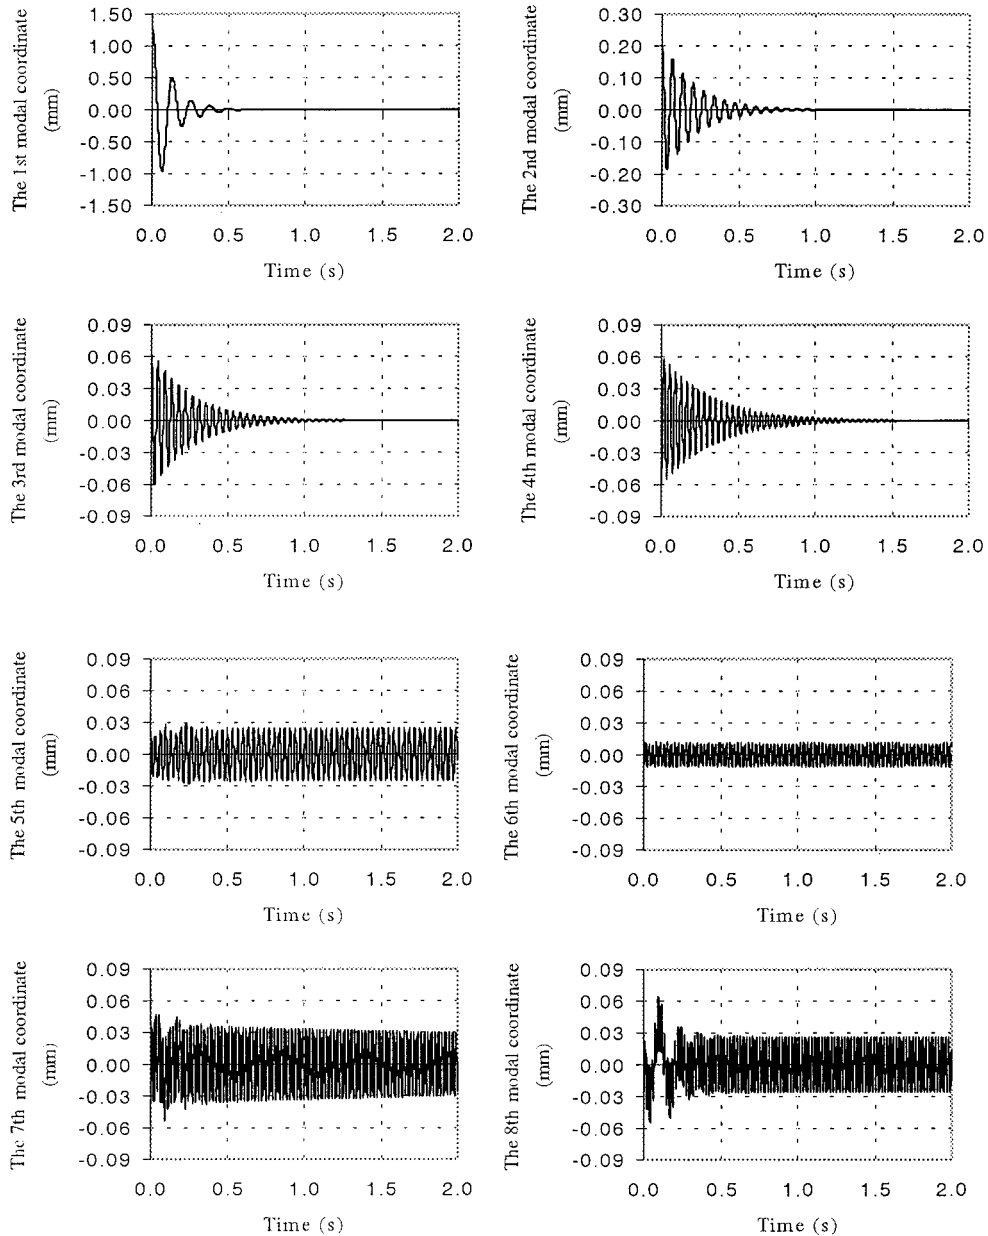 The 1st modal coordinate
(mm)
1.50
1.00
0.50
0.00
-0.50
-1.00
-1.50
0.0 0.5 1.0 1.5 2.0
Time (s)
The 2nd modal coordinate
(mm)
0.30
0.20
0.10
0.00
-0.10
-0.20
-0.30
0.0 0.5 1.0 1.5 2.0
Time (s)
The 3rd modal coordinate
(mm)
0.09
0.06
0.03
0.00
-0.03
-0.06
-0.09
0.0 0.5 1.0 1.5 2.0
Time (s)
The 4th modal coordinate
(mm)
0.09
0.06
0.03
0.00
-0.03
-0.06
-0.09
0.0 0.5 1.0 1.5 2.0
Time (s)
The 5th modal coordinate
(mm)
0.09
0.06
0.03
0.00
-0.03
-0.06
-0.09
0.0 0.5 1.0 1.5 2.0
Time (s)
The 6th modal coordinate
(mm)
0.09
0.06
0.03
0.00
-0.03
-0.06
-0.09
0.0 0.5 1.0 1.5 2.0
Time (s)
The 7th modal coordinate
(mm)
0.09
0.06
0.03
0.00
-0.03
-0.06
-0.09
0.0 0.5 1.0 1.5 2.0
Time (s)
The 8th modal coordinate
(mm)
0.09
0.06
0.03
0.00
-0.03
-0.06
-0.09
0.0 0.5 1.0 1.5 2.0
Time (s)